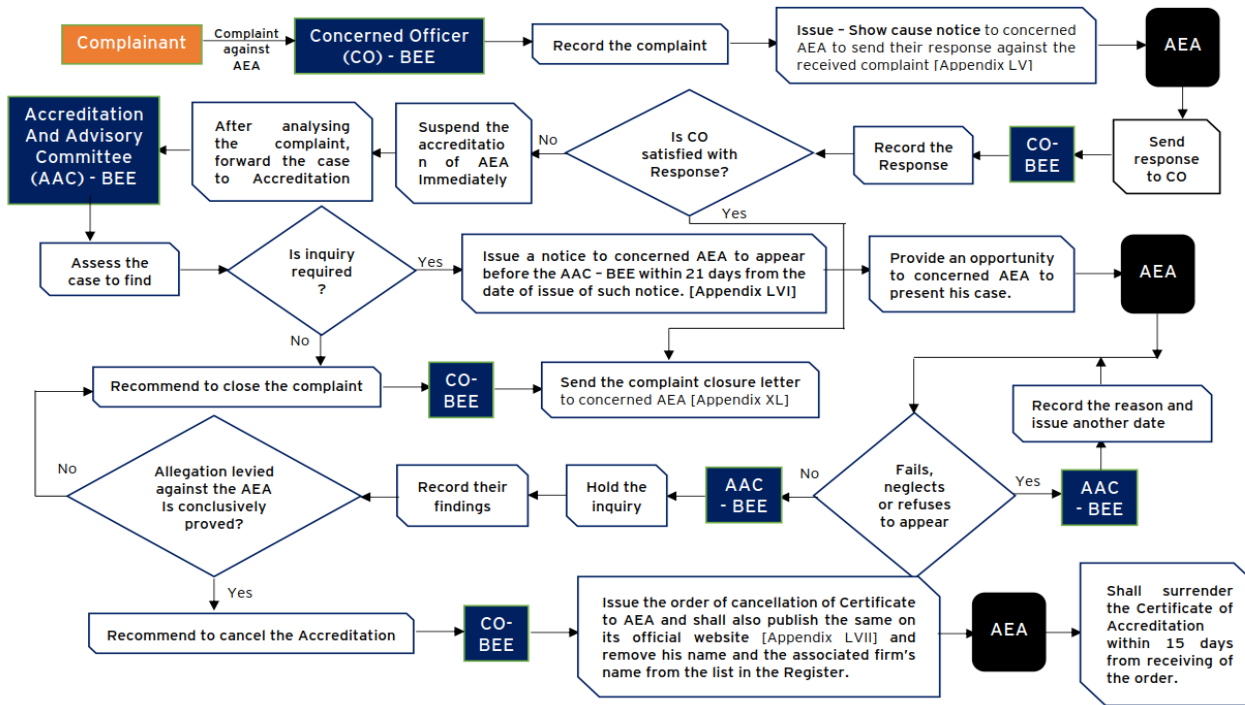 Complainant
Complaint
against
AEA
Concerned Officer
(CO) - BEE
Record the complaint
Issue – Show cause notice to concerned
AEA to send their response against the
received complaint [Appendix LV]
AEA
Accreditation
And Advisory
Committee
(AAC) - BEE
After analysing
the complaint,
forward the case
to Accreditation
Suspend the
accreditatio
n of AEA
Immediately
No
Is CO
satisfied with
Response?
Yes
Record the
Response
CO-
BEE
Send
response
to CO
Assess the
case to find
Is inquiry
required
?
Yes
No
Issue a notice to concerned AEA to appear
before the AAC – BEE within 21 days from the
date of issue of such notice. [Appendix LVI]
Provide an opportunity
to concerned AEA to
present his case.
AEA
Recommend to close the complaint
CO-
BEE
Send the complaint closure letter
to concerned AEA [Appendix XL]
Record the reason and
issue another date
No
Allegation levied
against the AEA
Is conclusively
proved?
Yes
Record their
findings
Hold the
inquiry
AAC
- BEE
No
Fails,
neglects
or refuses
to appear
Yes
AAC
- BEE
Recommend to cancel the Accreditation
CO-
BEE
Issue the order of cancellation of Certificate
to AEA and shall also publish the same on
its official website [Appendix LVII] and
remove his name and the associated firm's
name from the list in the Register.
AEA
Shall surrender
the Certificate of
Accreditation
within 15 days
from receiving of
the order.